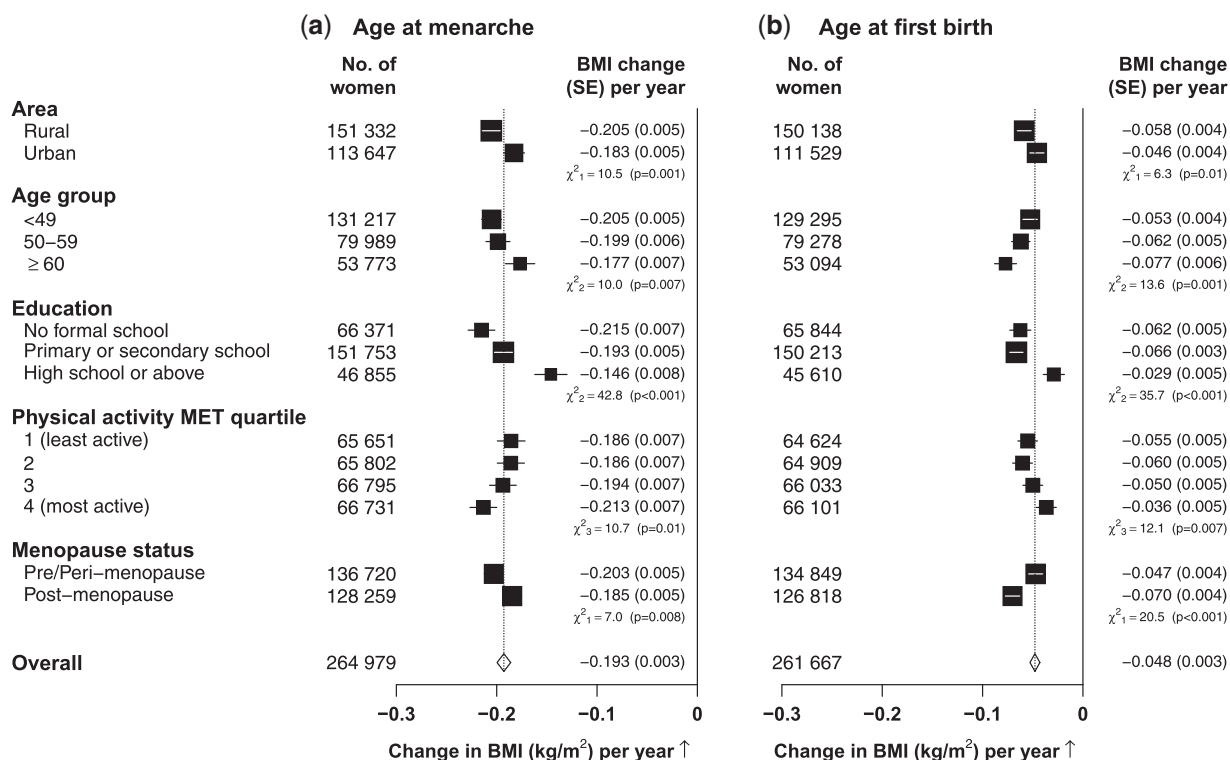 (a) Age at menarche (b) Age at first birth
No. of women BMI change (SE) per year No. of women BMI change (SE) per year
Area
Rural 151 332 −0.205 (0.005) 150 138 −0.058 (0.004)
Urban 113 647 −0.183 (0.005) 111 529 −0.046 (0.004)
χ²₁ = 10.5 (p=0.001) χ²₁ = 6.3 (p=0.01)
Age group
<49 131 217 −0.205 (0.005) 129 295 −0.053 (0.004)
50−59 79 989 −0.199 (0.006) 79 278 −0.062 (0.005)
≥ 60 53 773 −0.177 (0.007) 53 094 −0.077 (0.006)
χ²₂ = 10.0 (p=0.007) χ²₂ = 13.6 (p=0.001)
Education
No formal school 66 371 −0.215 (0.007) 65 844 −0.062 (0.005)
Primary or secondary school 151 753 −0.193 (0.005) 150 213 −0.066 (0.003)
High school or above 46 855 −0.146 (0.008) 45 610 −0.029 (0.005)
χ²₂ = 42.8 (p<0.001) χ²₂ = 35.7 (p<0.001)
Physical activity MET quartile
1 (least active) 65 651 −0.186 (0.007) 64 624 −0.055 (0.005)
2 65 802 −0.186 (0.007) 64 909 −0.060 (0.005)
3 66 795 −0.194 (0.007) 66 033 −0.050 (0.005)
4 (most active) 66 731 −0.213 (0.007) 66 101 −0.036 (0.005)
χ²₃ = 10.7 (p=0.01) χ²₃ = 12.1 (p=0.007)
Menopause status
Pre/Peri−menopause 136 720 −0.203 (0.005) 134 849 −0.047 (0.004)
Post−menopause 128 259 −0.185 (0.005) 126 818 −0.070 (0.004)
χ²₁ = 7.0 (p=0.008) χ²₁ = 20.5 (p<0.001)
Overall 264 979 −0.193 (0.003) 261 667 −0.048 (0.003)
−0.3 −0.2 −0.1 0 −0.3 −0.2 −0.1 0
Change in BMI (kg/m²) per year ↑ Change in BMI (kg/m²) per year ↑